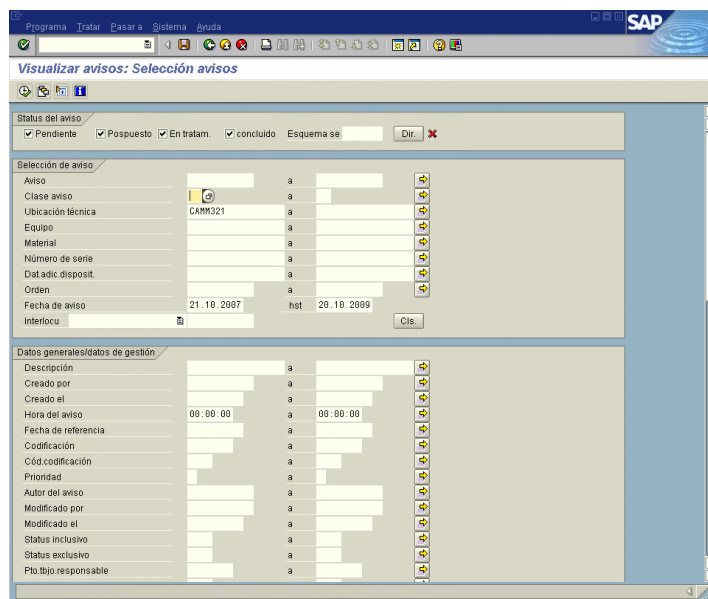 Programa Tratar Pasar a Sistema Ayuda
SAP
Visualizar avisos: Selección avisos
Status del aviso
Pendiente Pospuesto En tratam. concluido Esquema se Dir.
Selección de aviso
Aviso a
Clase aviso a
Ubicación técnica CAMM321 a
Equipo a
Material a
Número de serie a
Dat.adic.disposit. a
Orden a
Fecha de aviso 21.10.2007 hst 20.10.2009
Interlocu Cls.
Datos generales/datos de gestión
Descripción a
Creado por a
Creado el a
Hora del aviso 00:00:00 a 00:00:00
Fecha de referencia a
Codificación a
Cód.codificación a
Prioridad a
Autor del aviso a
Modificado por a
Modificado el a
Status inclusivo a
Status exclusivo a
Pto.tbjo.responsable a